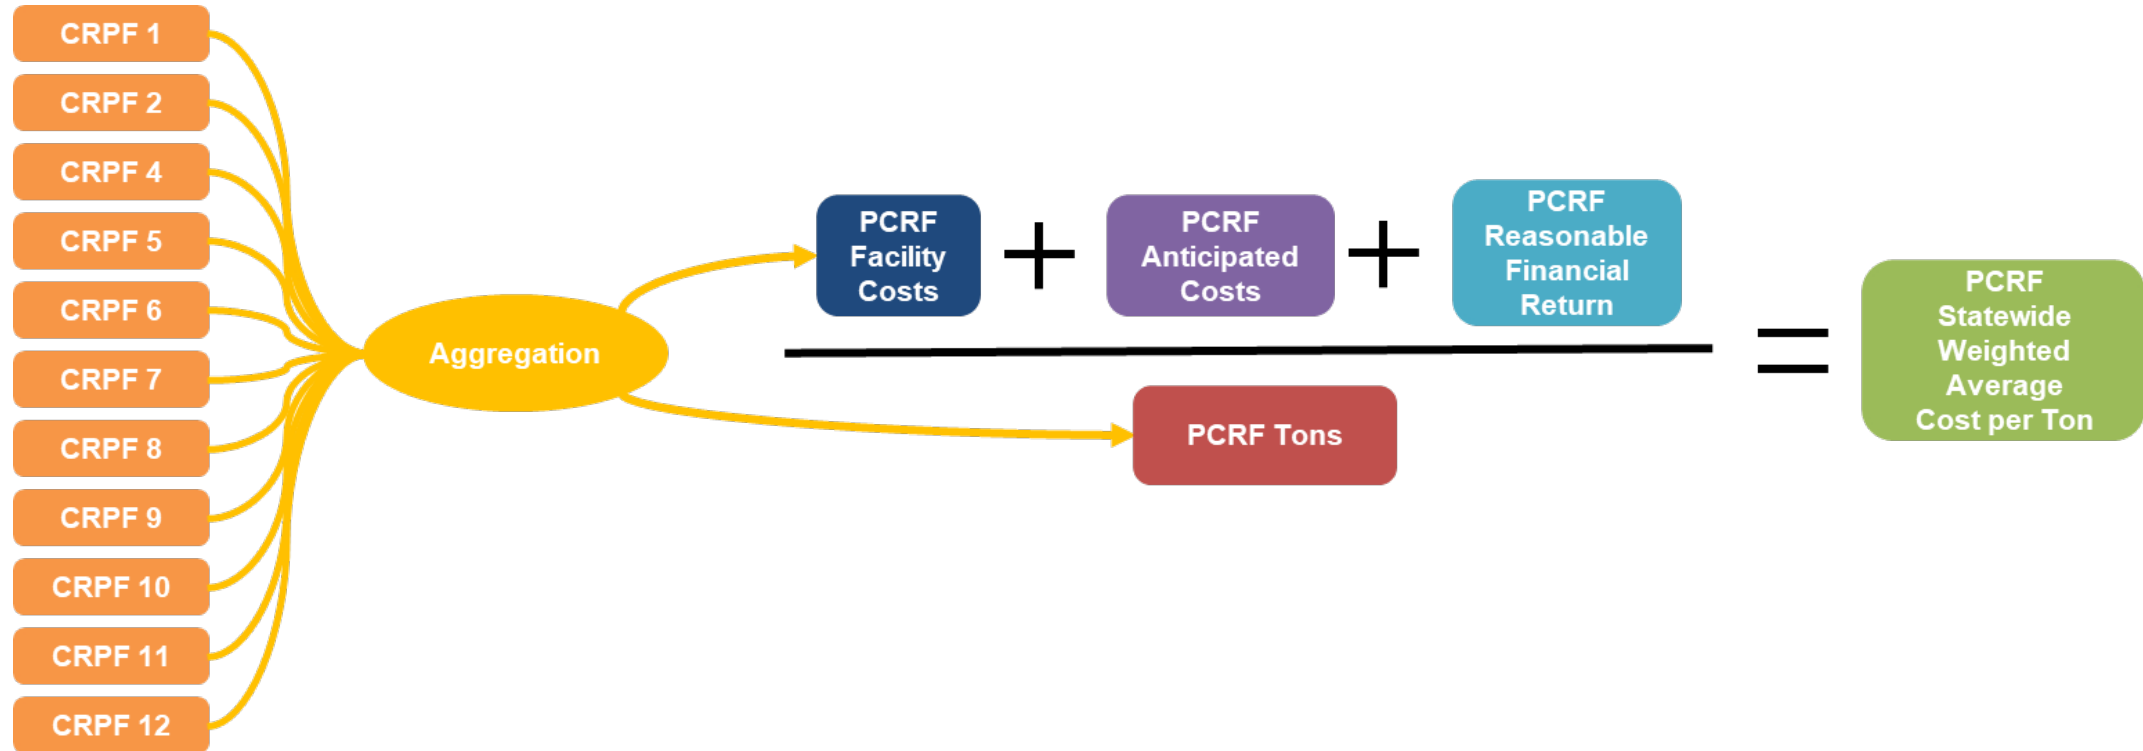 CRPF 1
CRPF 2
CRPF 4
CRPF 5
CRPF 6
CRPF 7
CRPF 8
CRPF 9
CRPF 10
CRPF 11
CRPF 12
Aggregation
PCRF
Facility
Costs
+
PCRF
Anticipated
Costs
+
PCRF
Reasonable
Financial
Return
PCRF Tons
=
PCRF
Statewide
Weighted
Average
Cost per Ton